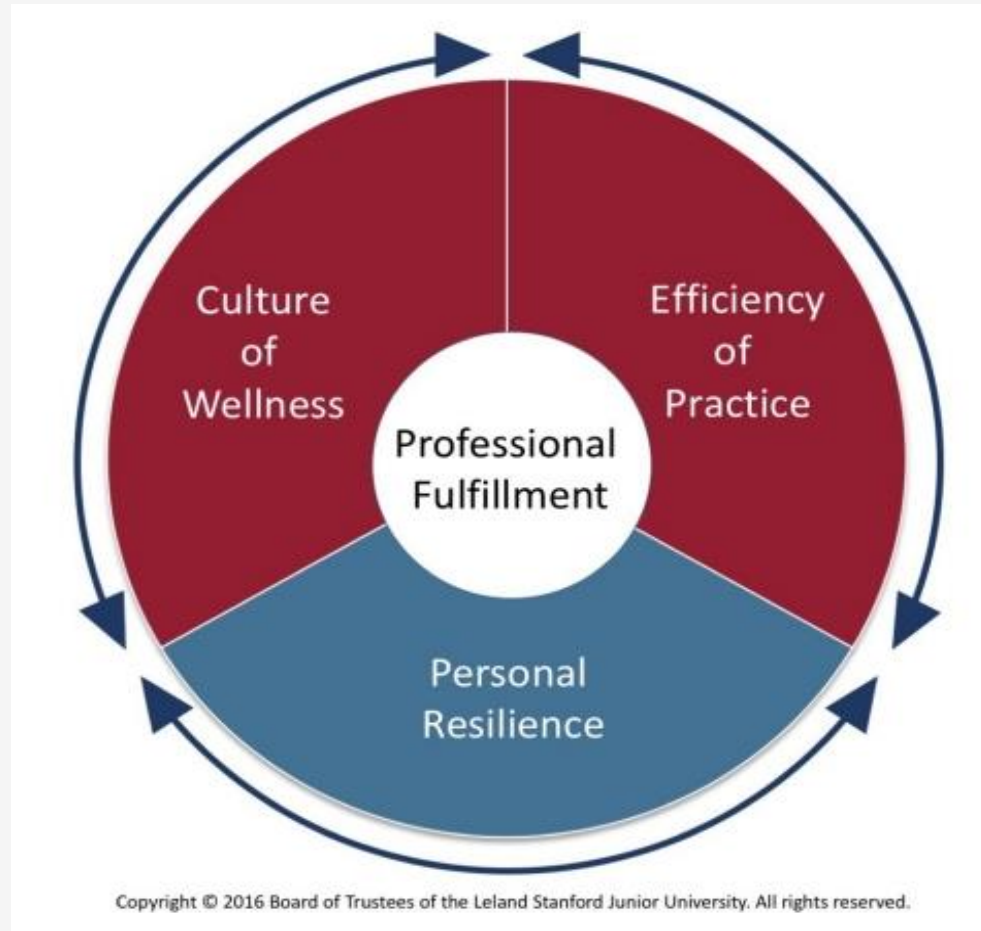 Culture
of
Wellness
Efficiency
of
Practice
Professional
Fulfillment
Personal
Resilience
Copyright © 2016 Board of Trustees of the Leland Stanford Junior University. All rights reserved.